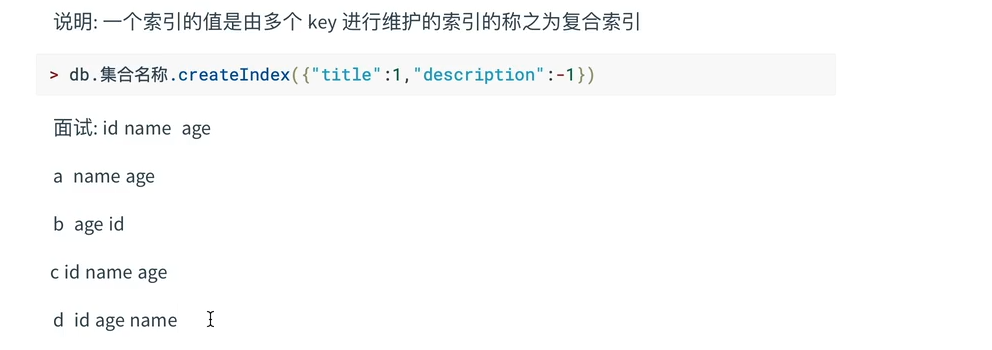 说明: 一个索引的值是由多个 key 进行维护的索引的称之为复合索引
> db.集合名称.createIndex({"title":1,"description":-1})
面试: id name age
a name age
b age id
c id name age
d id age name